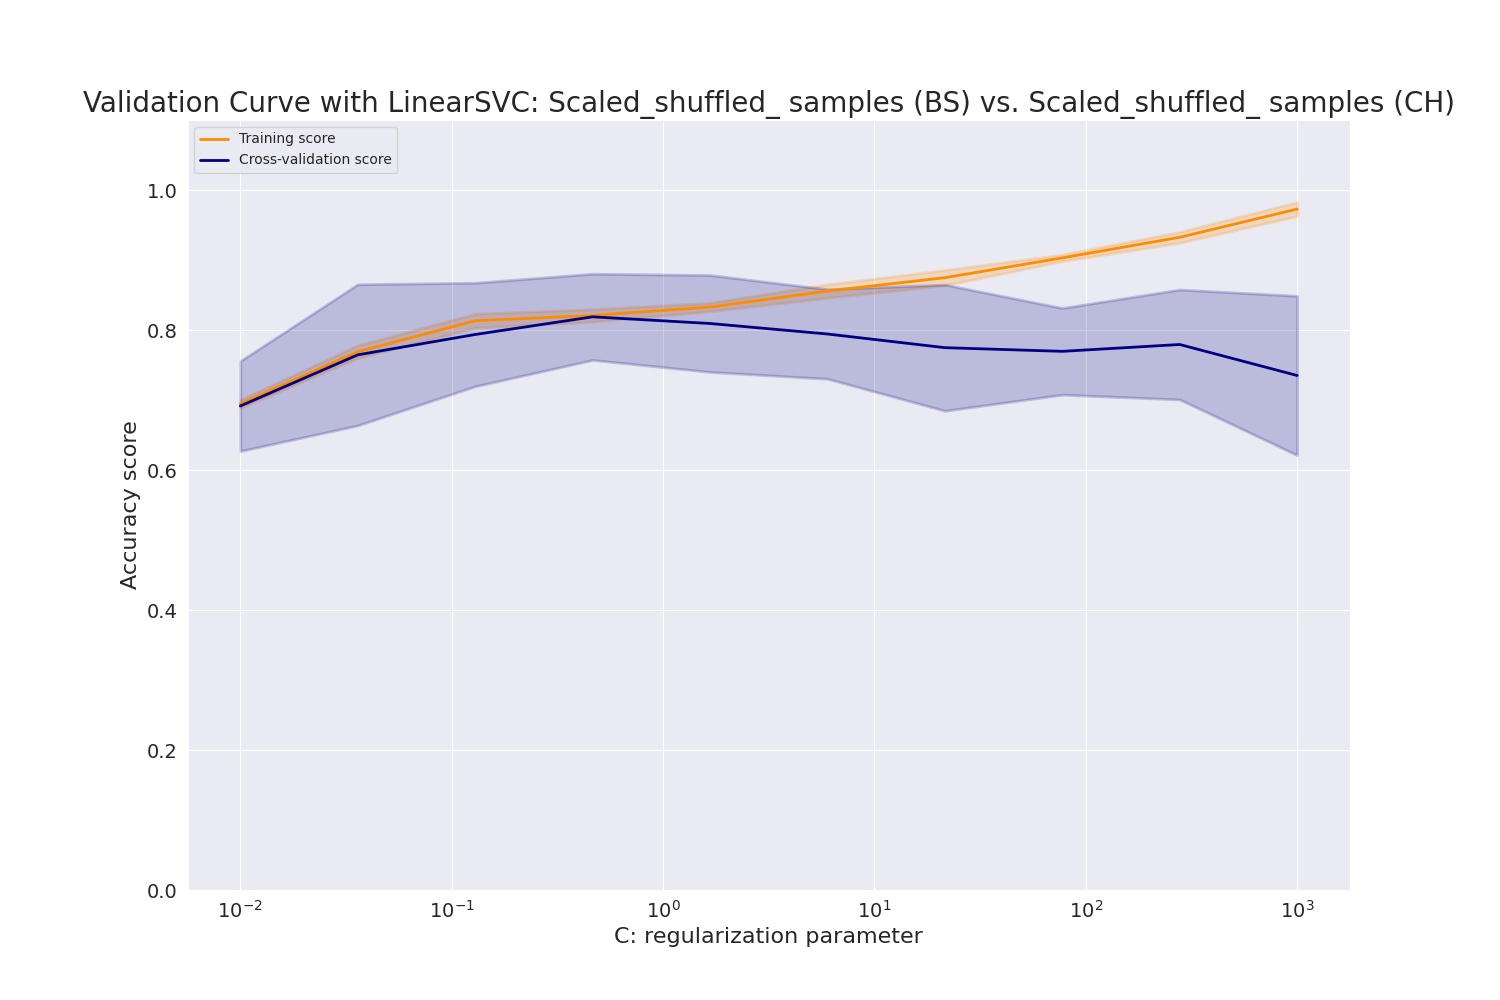 Validation Curve with LinearSVC: Scaled_shuffled_ samples (BS) vs. Scaled_shuffled_ samples (CH)
Training score
Cross-validation score
Accuracy score
1.0
0.8
0.6
0.4
0.2
0.0
10⁻² 10⁻¹ 10⁰ 10¹ 10² 10³
C: regularization parameter